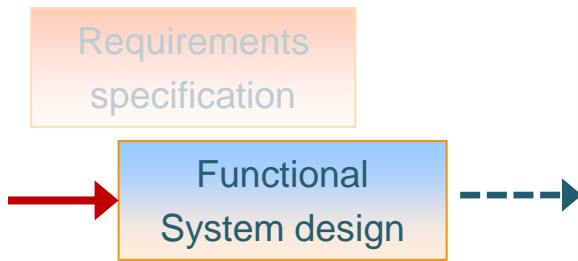 Requirements
specification
Functional
System design